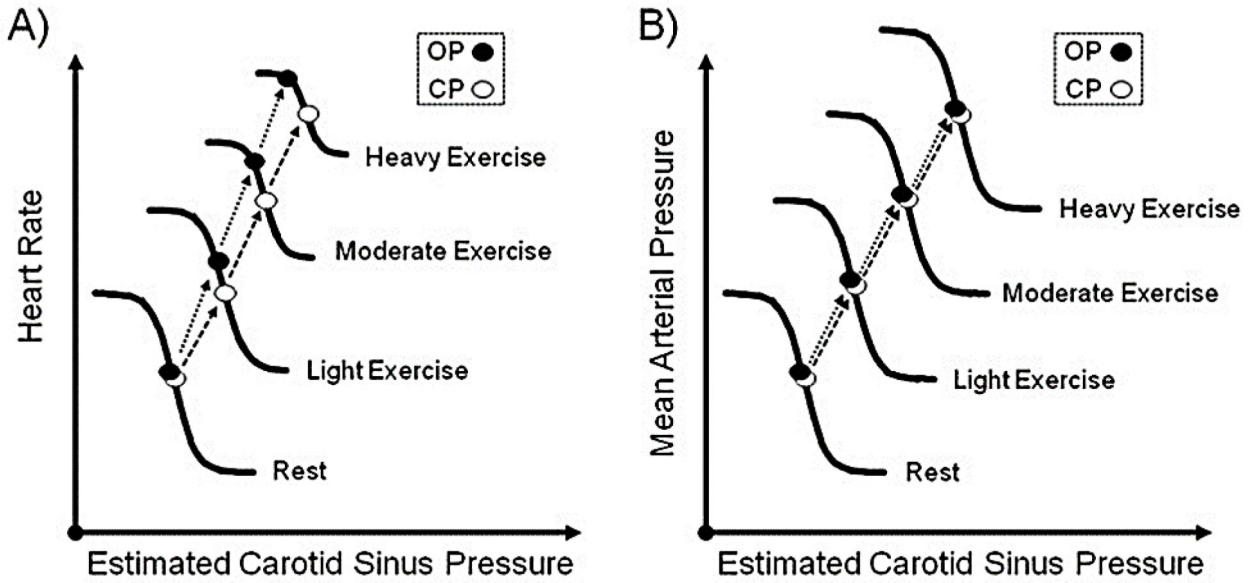 A)
OP
CP
Heavy Exercise
Moderate Exercise
Light Exercise
Rest
Heart Rate
Estimated Carotid Sinus Pressure
B)
OP
CP
Heavy Exercise
Moderate Exercise
Light Exercise
Rest
Mean Arterial Pressure
Estimated Carotid Sinus Pressure